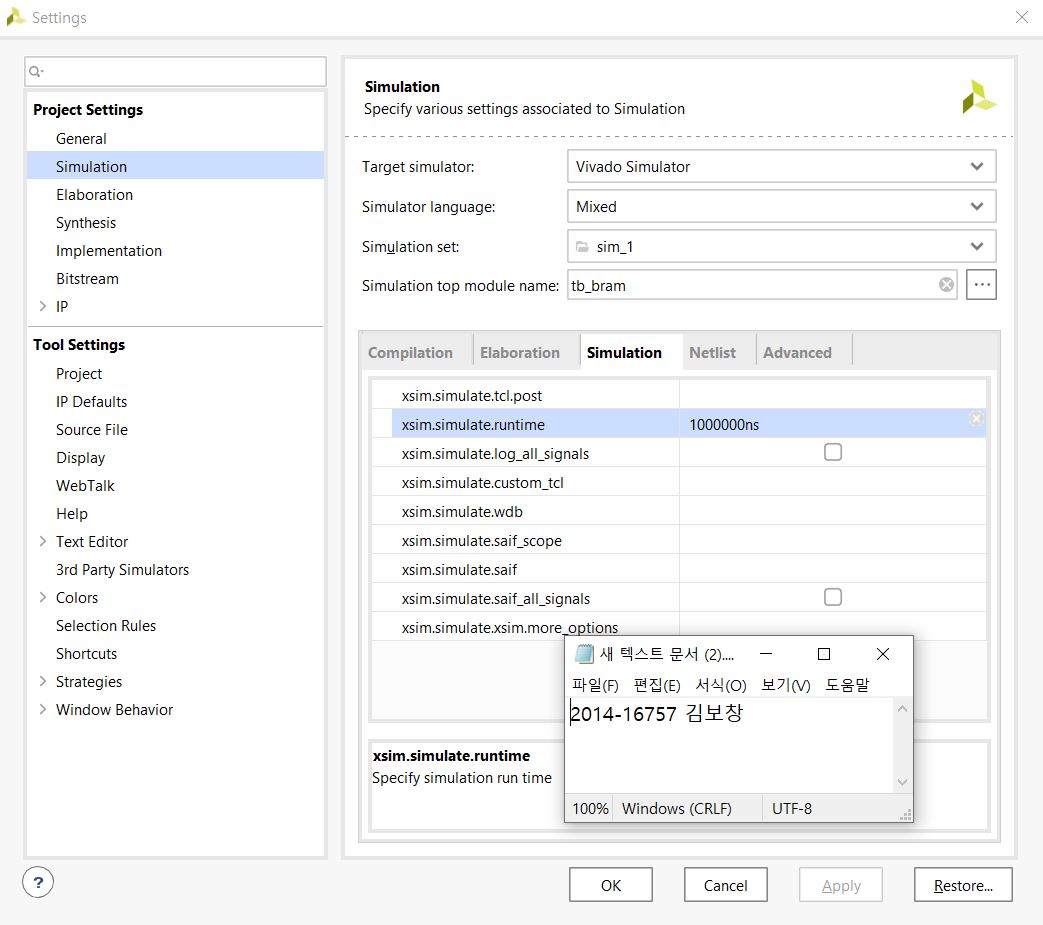 Settings
Project Settings
General
Simulation
Elaboration
Synthesis
Implementation
Bitstream
IP
Tool Settings
Project
IP Defaults
Source File
Display
WebTalk
Help
Text Editor
3rd Party Simulators
Colors
Selection Rules
Shortcuts
Strategies
Window Behavior
Simulation
Specify various settings associated to Simulation
Target simulator: Vivado Simulator
Simulator language: Mixed
Simulation set: sim_1
Simulation top module name: tb_bram
Compilation Elaboration Simulation Netlist Advanced
xsim.simulate.tcl.post
xsim.simulate.runtime 1000000ns
xsim.simulate.log_all_signals
xsim.simulate.custom_tcl
xsim.simulate.wdb
xsim.simulate.saif_scope
xsim.simulate.saif
xsim.simulate.saif_all_signals
xsim.simulate.xsim.more_options
xsim.simulate.runtime
Specify simulation run time
새 텍스트 문서 (2)....
파일(F) 편집(E) 서식(O) 보기(V) 도움말
2014-16757 김보창
100% Windows (CRLF) UTF-8
? OK Cancel Apply Restore...